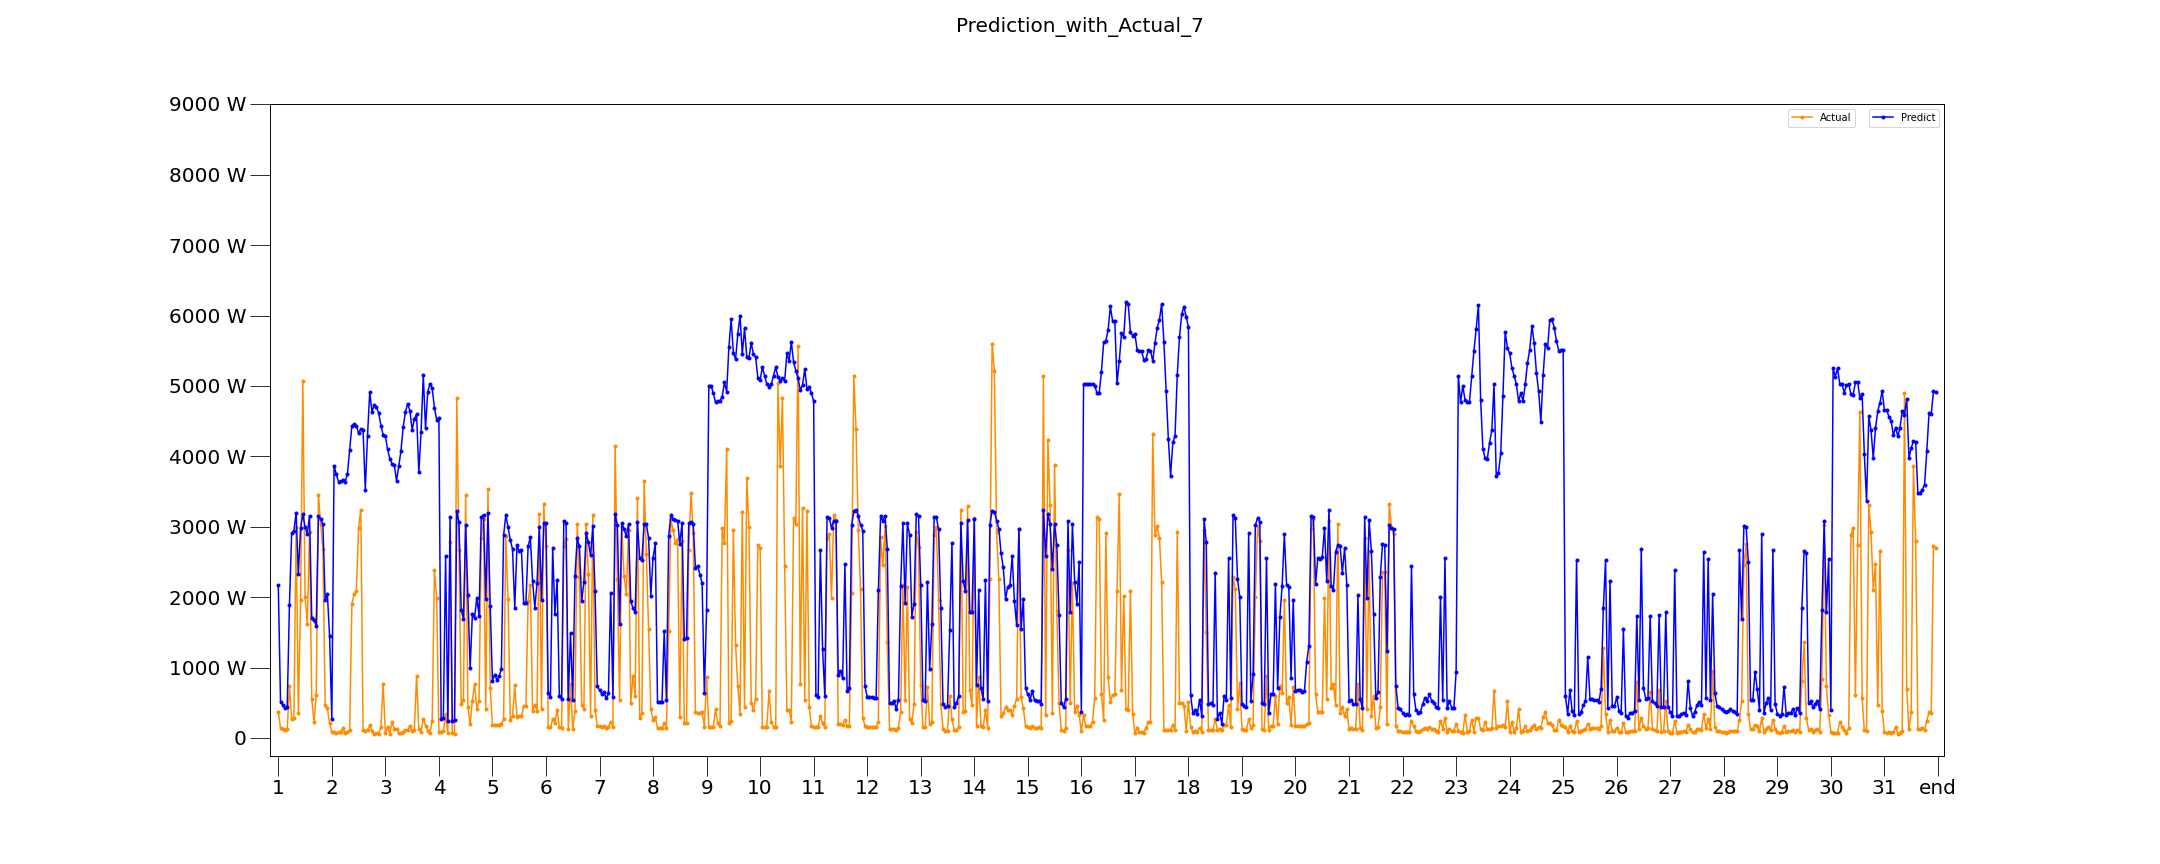 Prediction_with_Actual_7
9000 W
8000 W
7000 W
6000 W
5000 W
4000 W
3000 W
2000 W
1000 W
0
Actual Predict
1 2 3 4 5 6 7 8 9 10 11 12 13 14 15 16 17 18 19 20 21 22 23 24 25 26 27 28 29 30 31 end